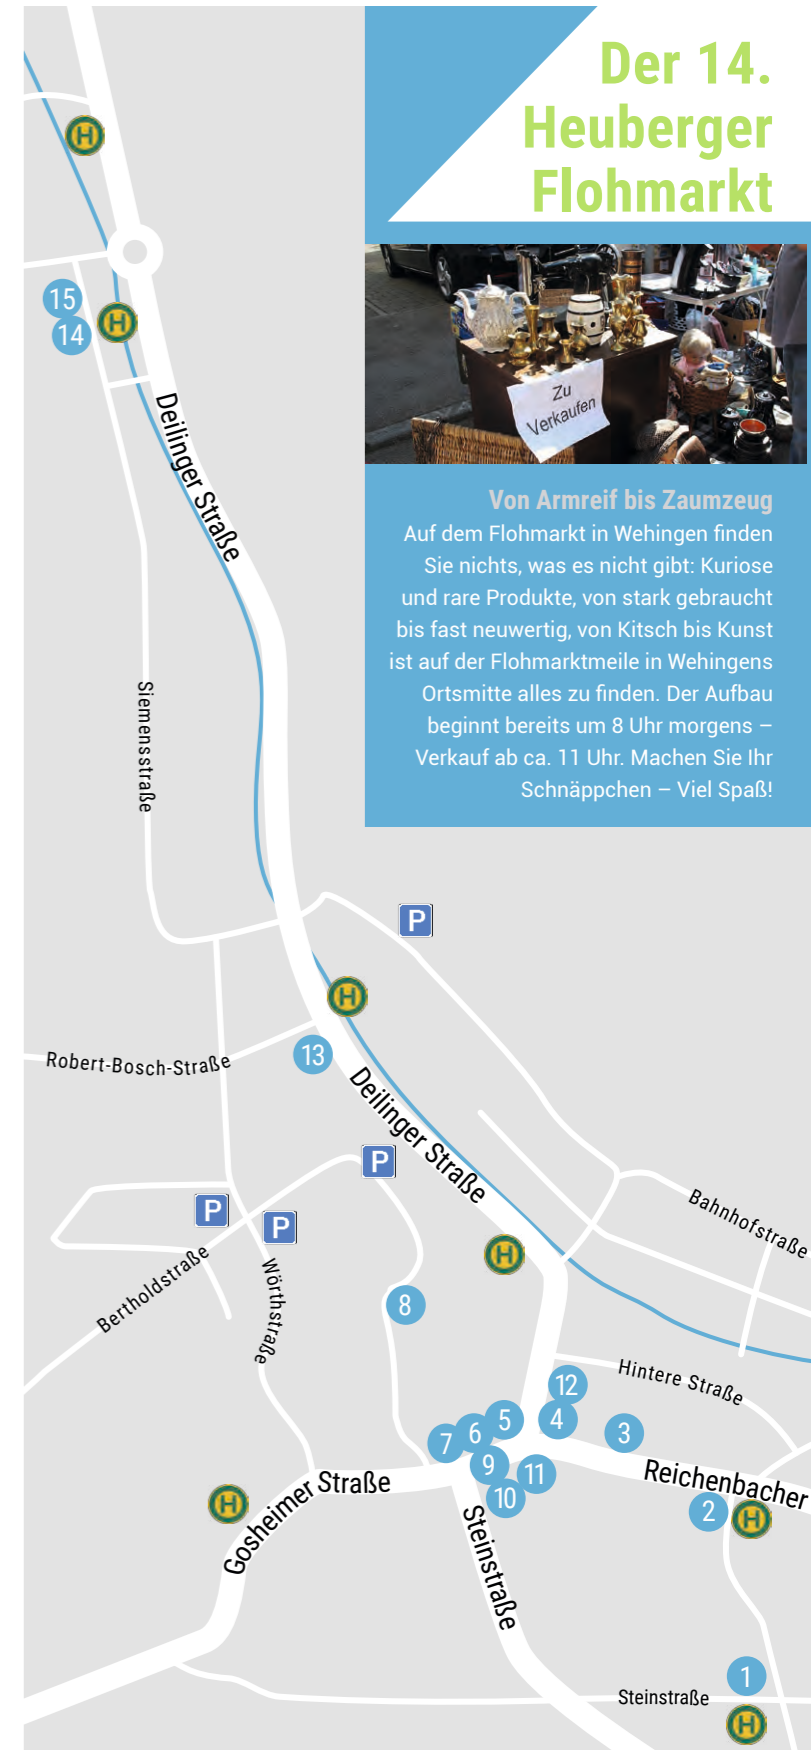 Der 14.
Heuberger
Flohmarkt
Zu
Verkaufen
Von Armreif bis Zaumzeug
Auf dem Flohmarkt in Wehingen finden
Sie nichts, was es nicht gibt: Kuriose
und rare Produkte, von stark gebraucht
bis fast neuwertig, von Kitsch bis Kunst
ist auf der Flohmarktmeile in Wehingens
Ortsmitte alles zu finden. Der Aufbau
beginnt bereits um 8 Uhr morgens –
Verkauf ab ca. 11 Uhr. Machen Sie Ihr
Schnäppchen – Viel Spaß!
H
15
H
14
Deilinger Straße
Siemensstraße
P
H
13
Robert-Bosch-Straße
Deilinger Straße
P
P
P
Bahnhofstraße
Bertholdstraße
Wörthstraße
H
8
Hintere Straße
12
5
4
6
3
7
9
11
10
Reichenbacher
2
H
H
Gosheimer Straße
Steinstraße
1
Steinstraße
H